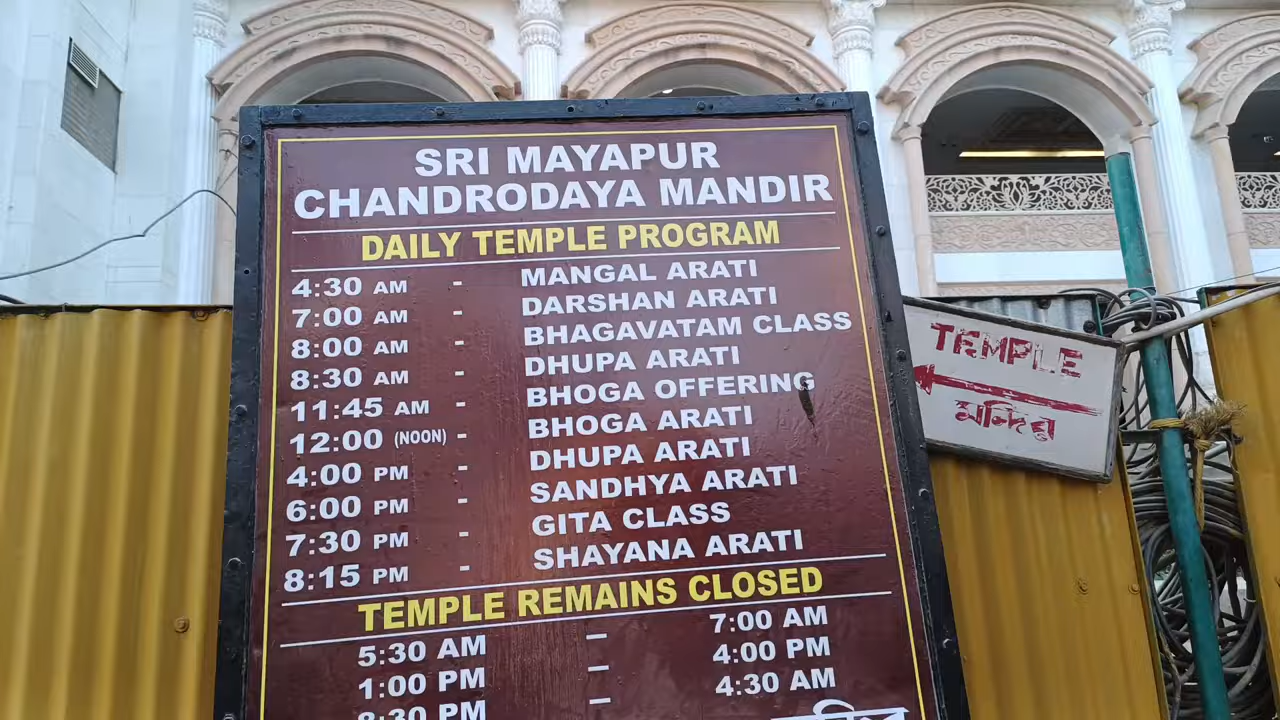 SRI MAYAPUR
CHANDRODAYA MANDIR
DAILY TEMPLE PROGRAM
4:30 AM - MANGAL ARATI
7:00 AM - DARSHAN ARATI
8:00 AM - BHAGAVATAM CLASS
8:30 AM - DHUPA ARATI
11:45 AM - BHOGA OFFERING
12:00 (NOON) - BHOGA ARATI
4:00 PM - DHUPA ARATI
6:00 PM - SANDHYA ARATI
7:30 PM - GITA CLASS
8:15 PM - SHAYANA ARATI
TEMPLE REMAINS CLOSED
5:30 AM – 7:00 AM
1:00 PM – 4:00 PM
8:30 PM – 4:30 AM
TEMPLE
মন্দির